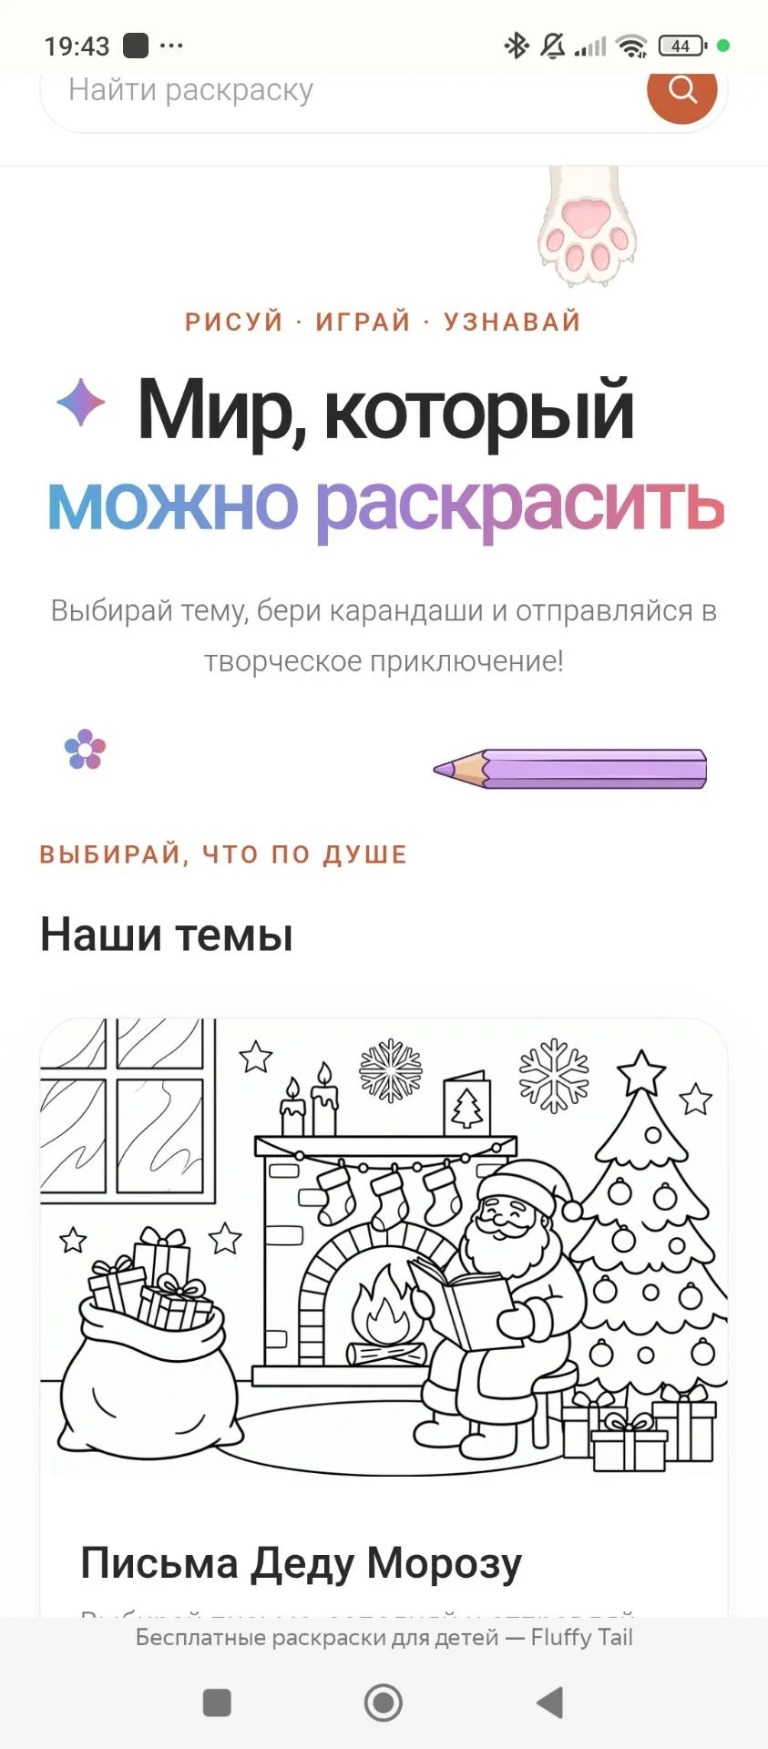 19:43
44
Найти раскраску
РИСУЙ · ИГРАЙ · УЗНАВАЙ
Мир, который
можно раскрасить
Выбирай тему, бери карандаши и отправляйся в
творческое приключение!
ВЫБИРАЙ, ЧТО ПО ДУШЕ
Наши темы
Письма Деду Морозу
Бесплатные раскраски для детей — Fluffy Tail